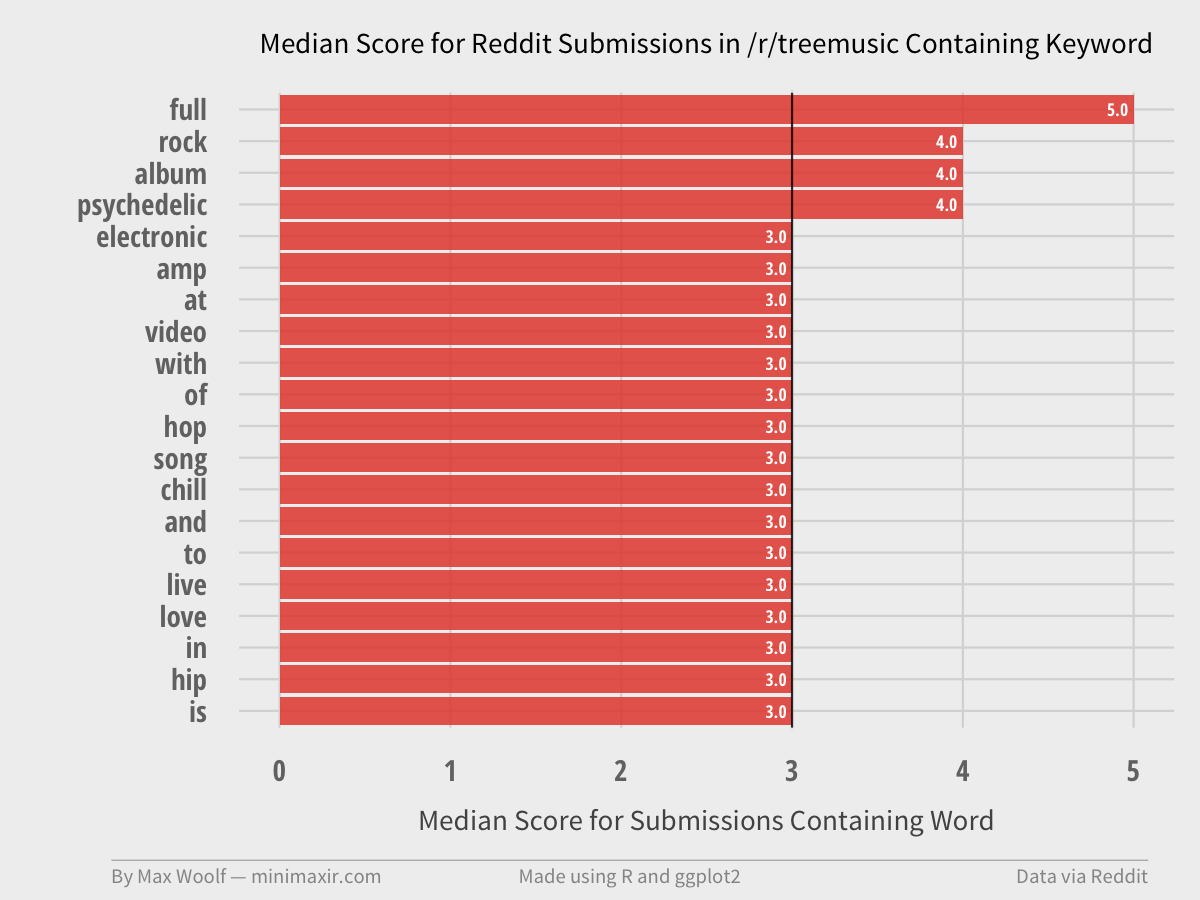 Median Score for Reddit Submissions in /r/treemusic Containing Keyword
full 5.0
rock 4.0
album 4.0
psychedelic 4.0
electronic 3.0
amp 3.0
at 3.0
video 3.0
with 3.0
of 3.0
hop 3.0
song 3.0
chill 3.0
and 3.0
to 3.0
live 3.0
love 3.0
in 3.0
hip 3.0
is 3.0
0 1 2 3 4 5
Median Score for Submissions Containing Word
By Max Woolf — minimaxir.com Made using R and ggplot2 Data via Reddit